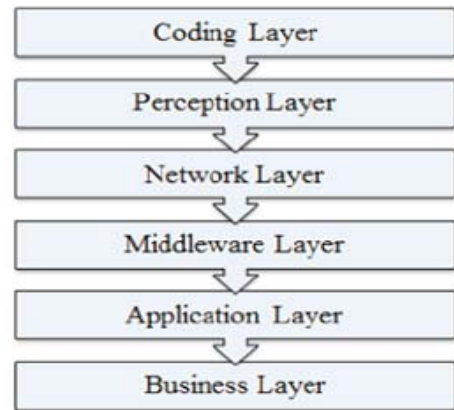 Coding Layer
Perception Layer
Network Layer
Middleware Layer
Application Layer
Business Layer